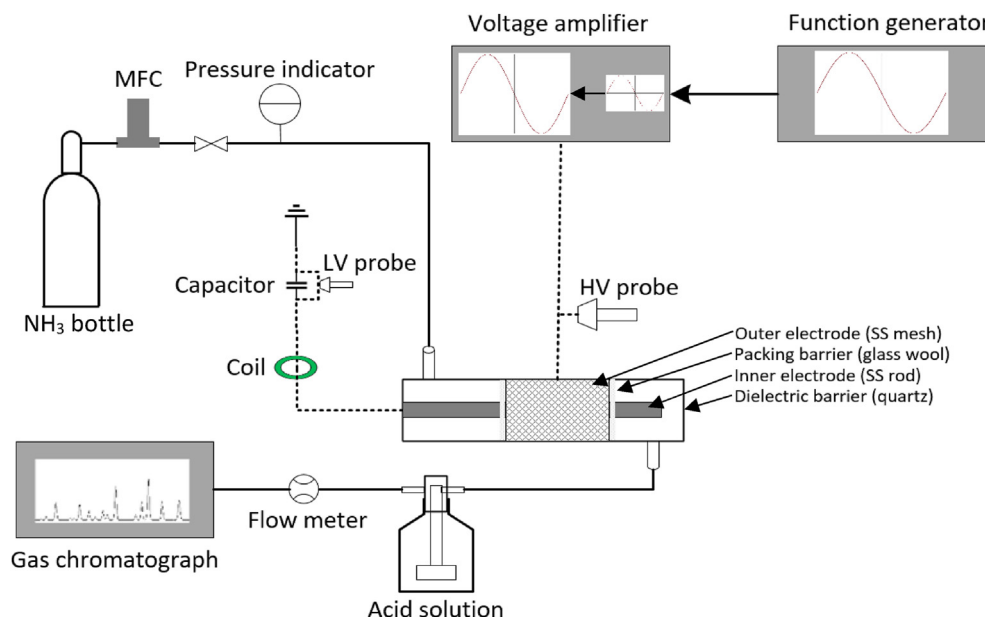 Voltage amplifier
Function generator
Pressure indicator
MFC
LV probe
Capacitor
HV probe
NH₃ bottle
Outer electrode (SS mesh)
Packing barrier (glass wool)
Inner electrode (SS rod)
Dielectric barrier (quartz)
Coil
Flow meter
Gas chromatograph
Acid solution